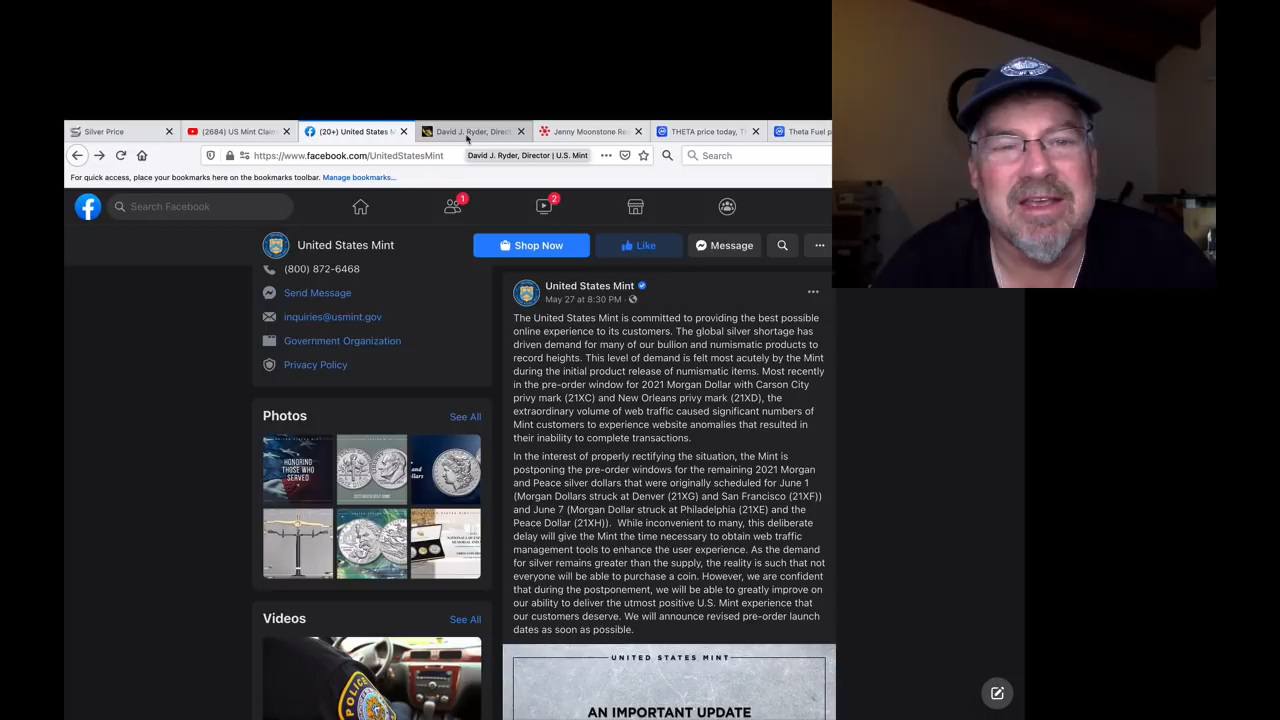 Silver Price
(2684) US Mint Claim
(20+) United States M
David J. Ryder, Direct
Jenny Moonstone Re
THETA price today, T
Theta Fuel p
https://www.facebook.com/UnitedStatesMint
David J. Ryder, Director | U.S. Mint
Search
For quick access, place your bookmarks here on the bookmarks toolbar. Manage bookmarks...
Search Facebook
1
2
United States Mint
Shop Now
Like
Message
(800) 872-6468
Send Message
inquiries@usmint.gov
Government Organization
Privacy Policy
Photos
See All
HONORING
THOSE WHO
SERVED
Videos
See All
POLICE
United States Mint
May 27 at 8:30 PM
The United States Mint is committed to providing the best possible
online experience to its customers. The global silver shortage has
driven demand for many of our bullion and numismatic products to
record heights. This level of demand is felt most acutely by the Mint
during the initial product release of numismatic items. Most recently
in the pre-order window for 2021 Morgan Dollar with Carson City
privy mark (21XC) and New Orleans privy mark (21XD), the
extraordinary volume of web traffic caused significant numbers of
Mint customers to experience website anomalies that resulted in
their inability to complete transactions.
In the interest of properly rectifying the situation, the Mint is
postponing the pre-order windows for the remaining 2021 Morgan
and Peace silver dollars that were originally scheduled for June 1
(Morgan Dollars struck at Denver (21XG) and San Francisco (21XF))
and June 7 (Morgan Dollar struck at Philadelphia (21XE) and the
Peace Dollar (21XH)). While inconvenient to many, this deliberate
delay will give the Mint the time necessary to obtain web traffic
management tools to enhance the user experience. As the demand
for silver remains greater than the supply, the reality is such that not
everyone will be able to purchase a coin. However, we are confident
that during the postponement, we will be able to greatly improve on
our ability to deliver the utmost positive U.S. Mint experience that
our customers deserve. We will announce revised pre-order launch
dates as soon as possible.
UNITED STATES MINT
AN IMPORTANT UPDATE